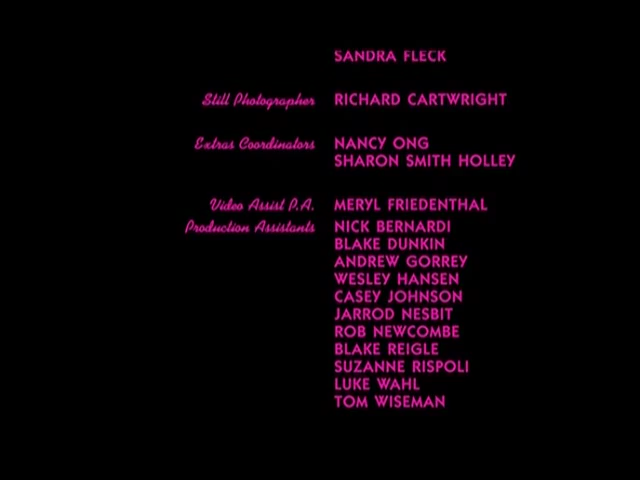 SANDRA FLECK
Still Photographer RICHARD CARTWRIGHT
Extras Coordinators NANCY ONG
SHARON SMITH HOLLEY
Video Assist P.A. MERYL FRIEDENTHAL
Production Assistants NICK BERNARDI
BLAKE DUNKIN
ANDREW GORREY
WESLEY HANSEN
CASEY JOHNSON
JARROD NESBIT
ROB NEWCOMBE
BLAKE REIGLE
SUZANNE RISPOLI
LUKE WAHL
TOM WISEMAN